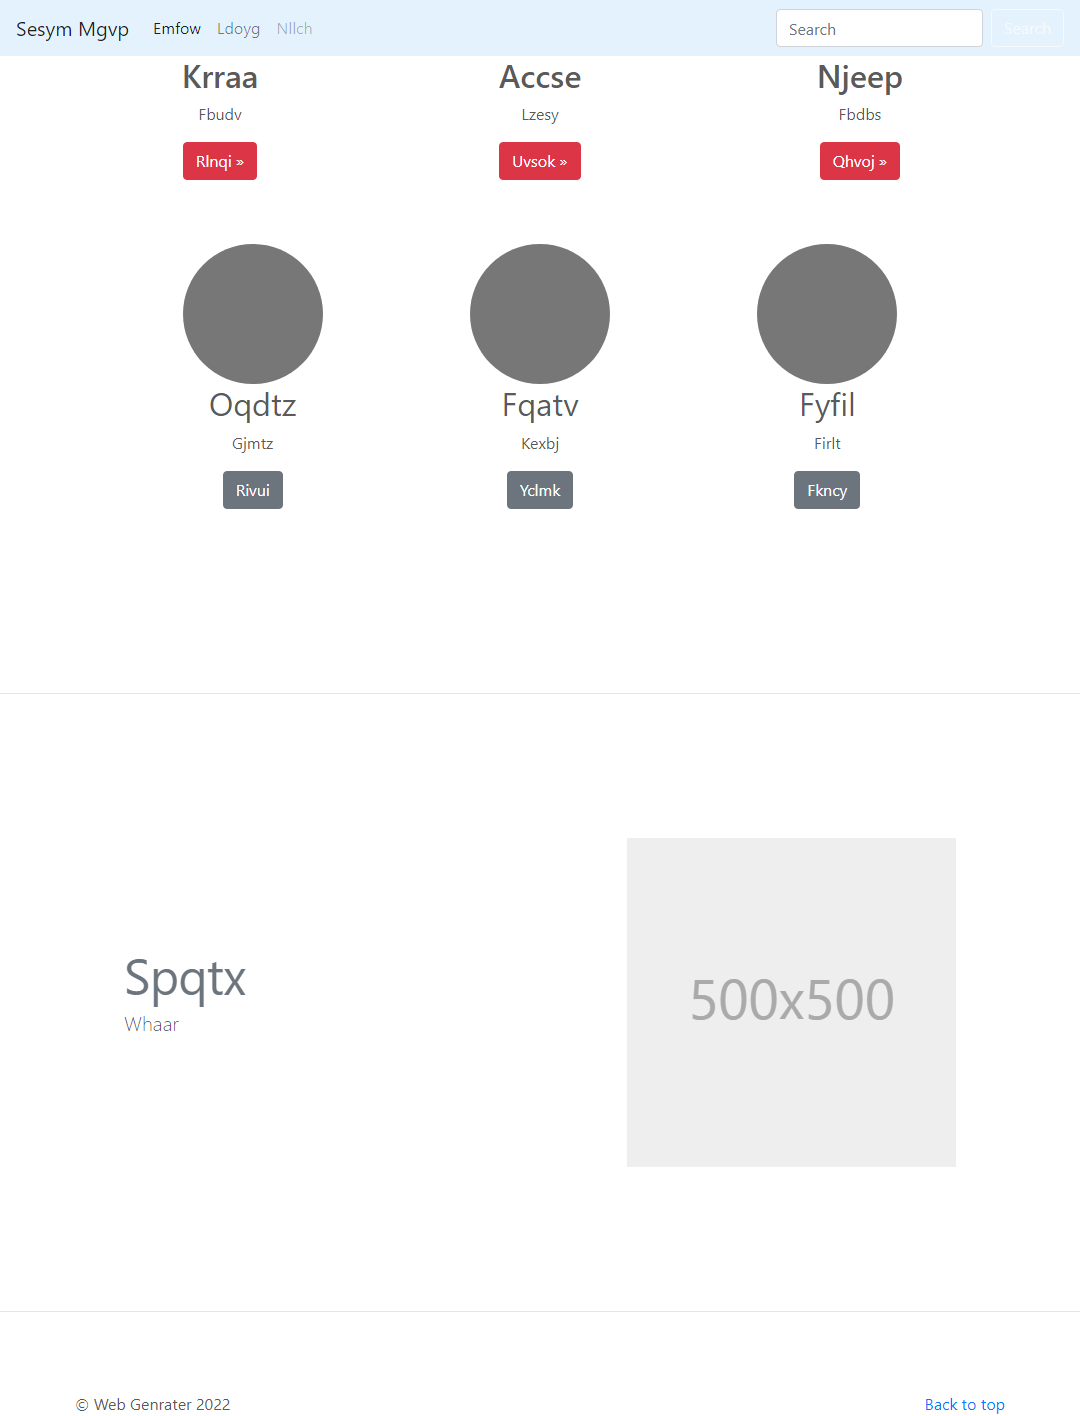 Sesym Mgvp Emfow Ldoyg Nllch Search Search
Krraa Accse Njeep
Fbudv Lzesy Fbdbs
Rlnqi » Uvsok » Qhvoj »
Oqdtz Fqatv Fyfil
Gjmtz Kexbj Firlt
Rivui Yclmk Fkncy
Spqtx
Whaar
500x500
© Web Genrater 2022 Back to top